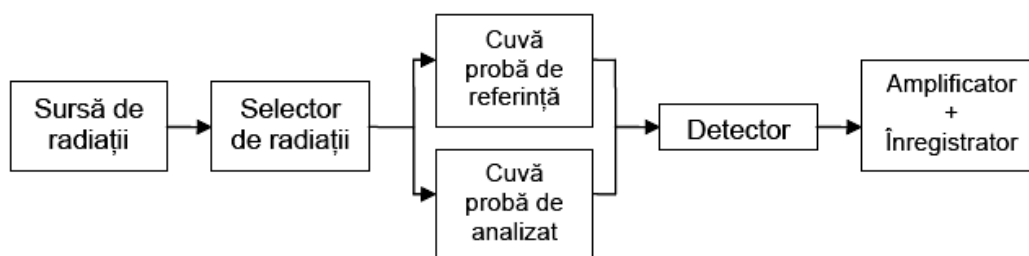 Sursă de
radiații
Selector
de radiații
Cuvă
probă de
referință
Cuvă
probă de
analizat
Detector
Amplificator
+
Înregistrator